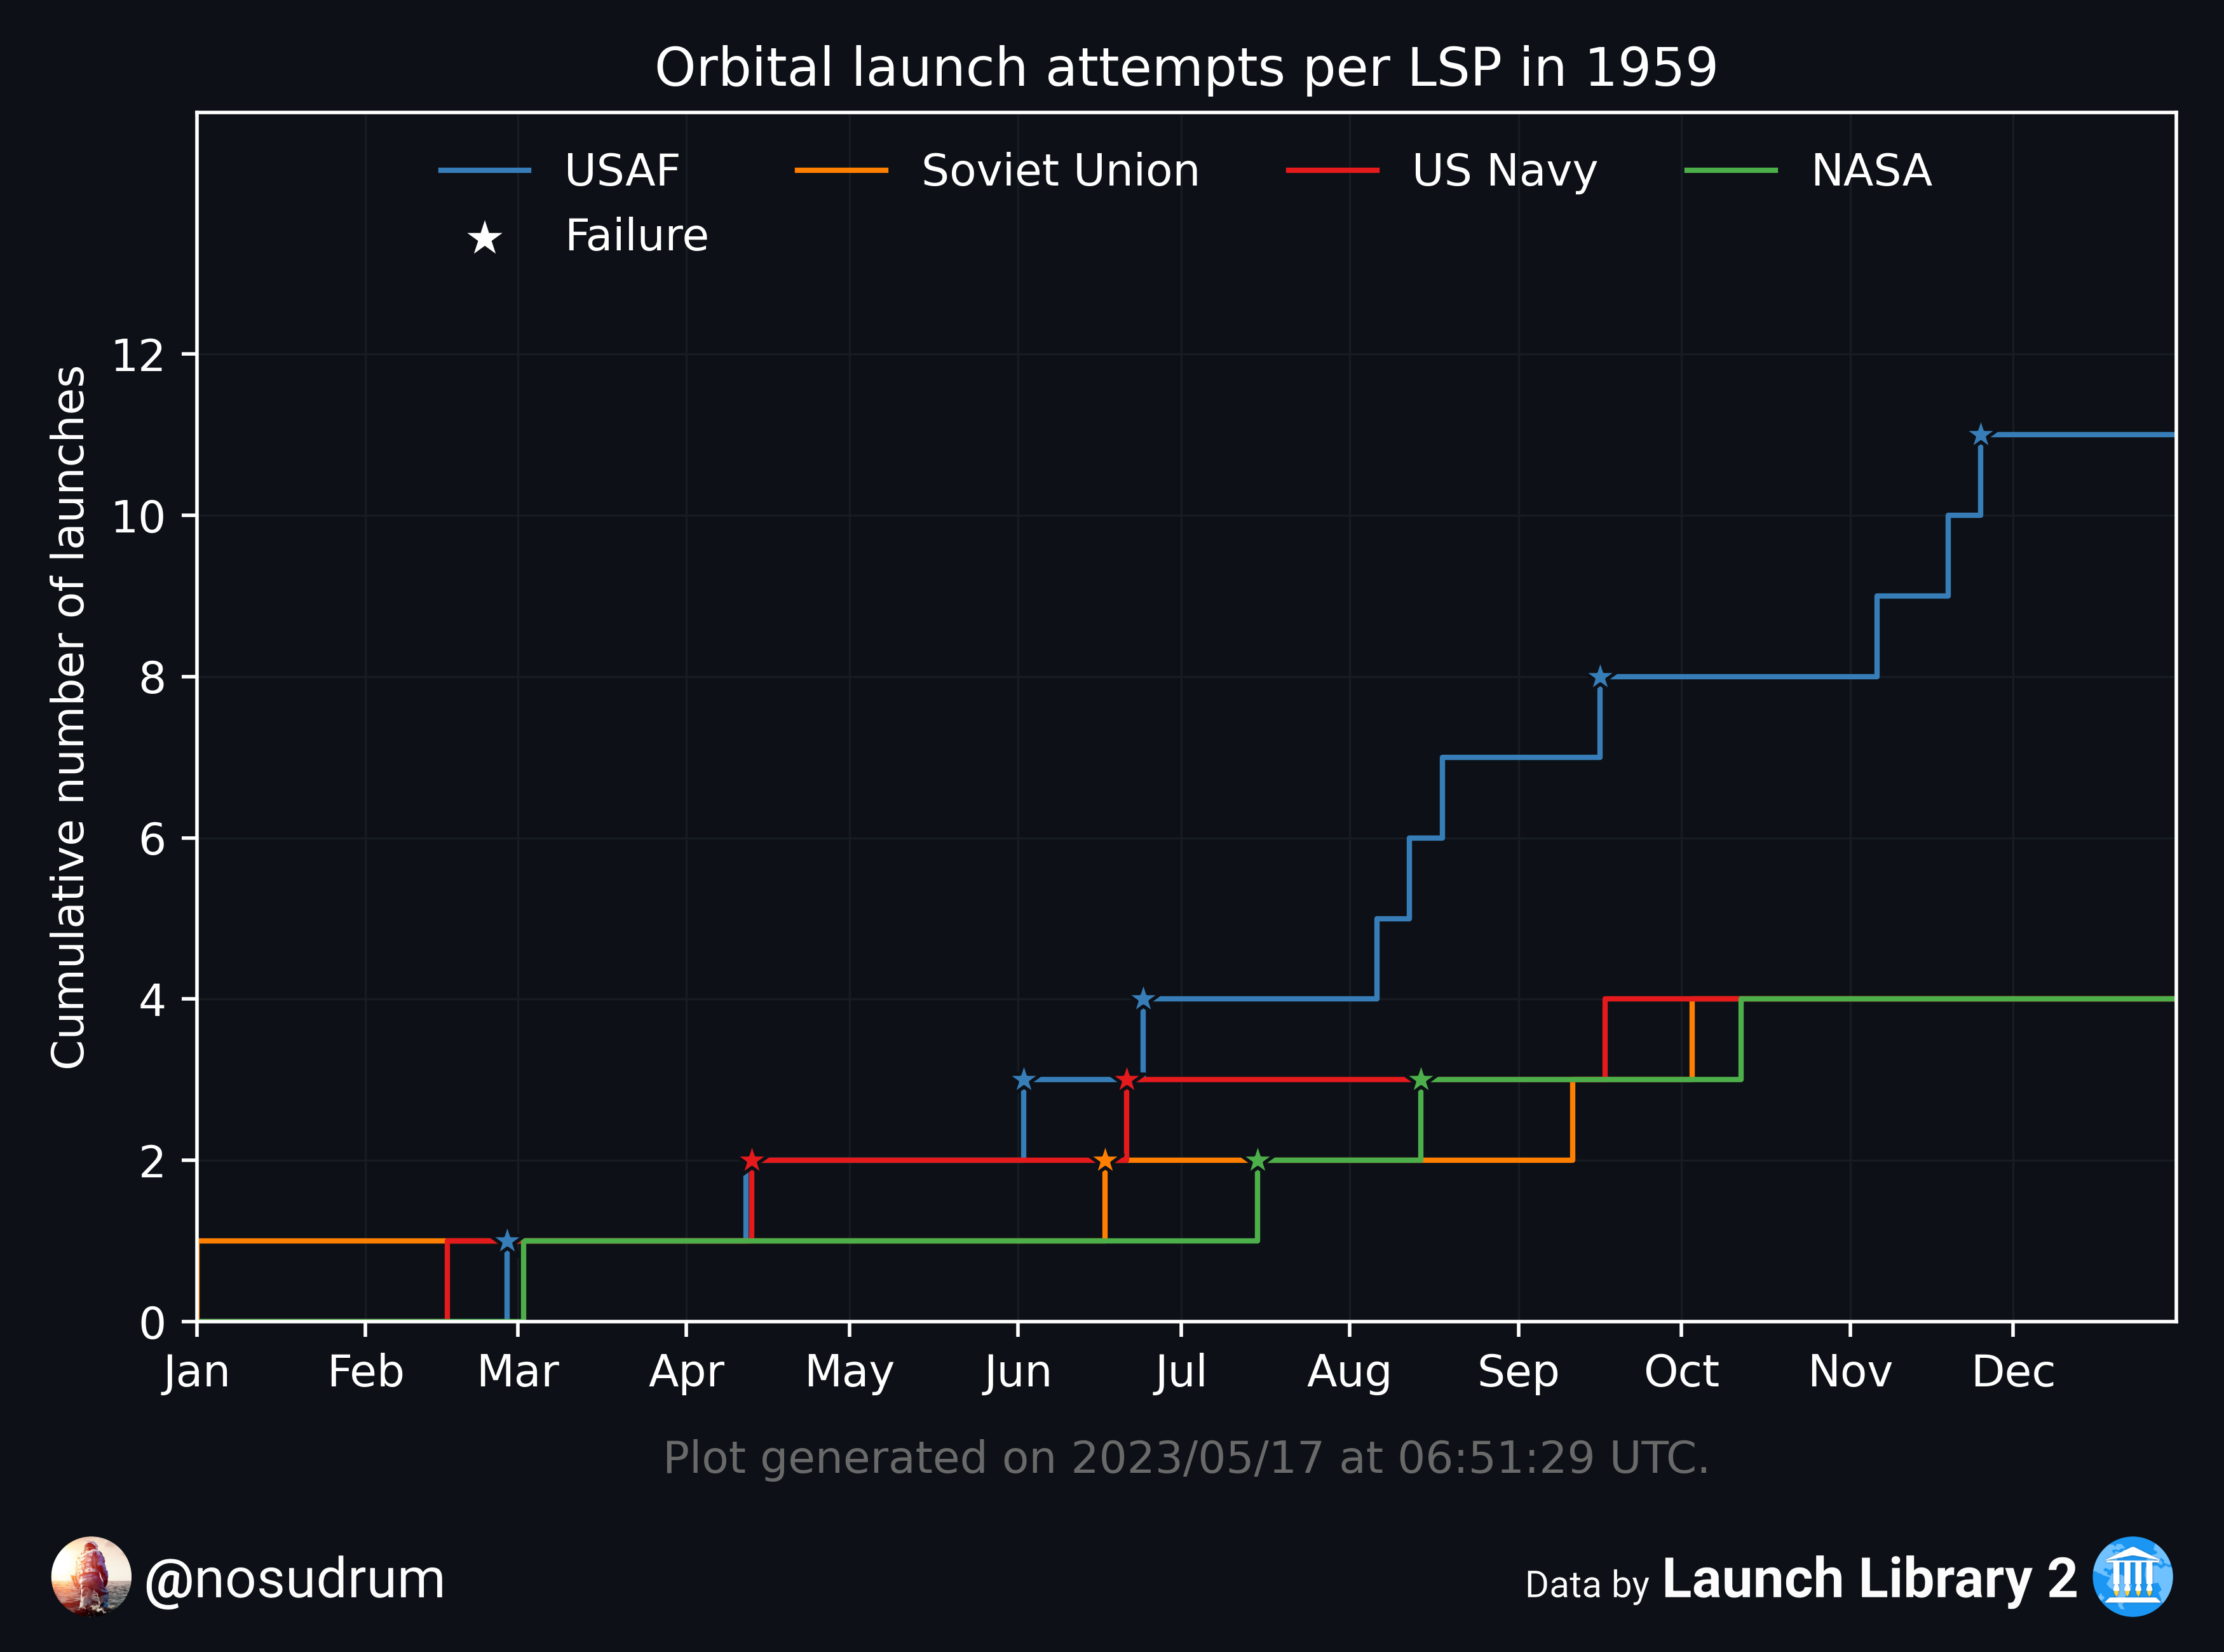 Orbital launch attempts per LSP in 1959
USAF Soviet Union US Navy NASA
Failure
Cumulative number of launches
12
10
8
6
4
2
0
Jan Feb Mar Apr May Jun Jul Aug Sep Oct Nov Dec
Plot generated on 2023/05/17 at 06:51:29 UTC.
@nosudrum
Data by Launch Library 2